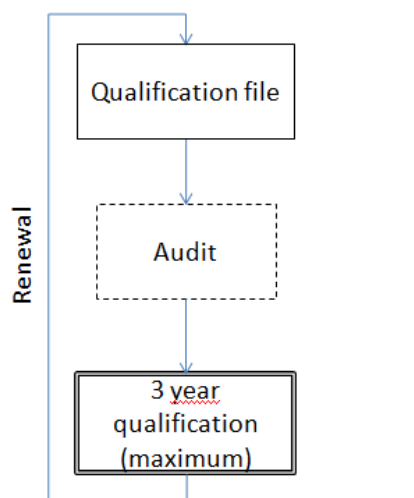 Qualification file
Audit
Renewal
3 year
qualification
(maximum)